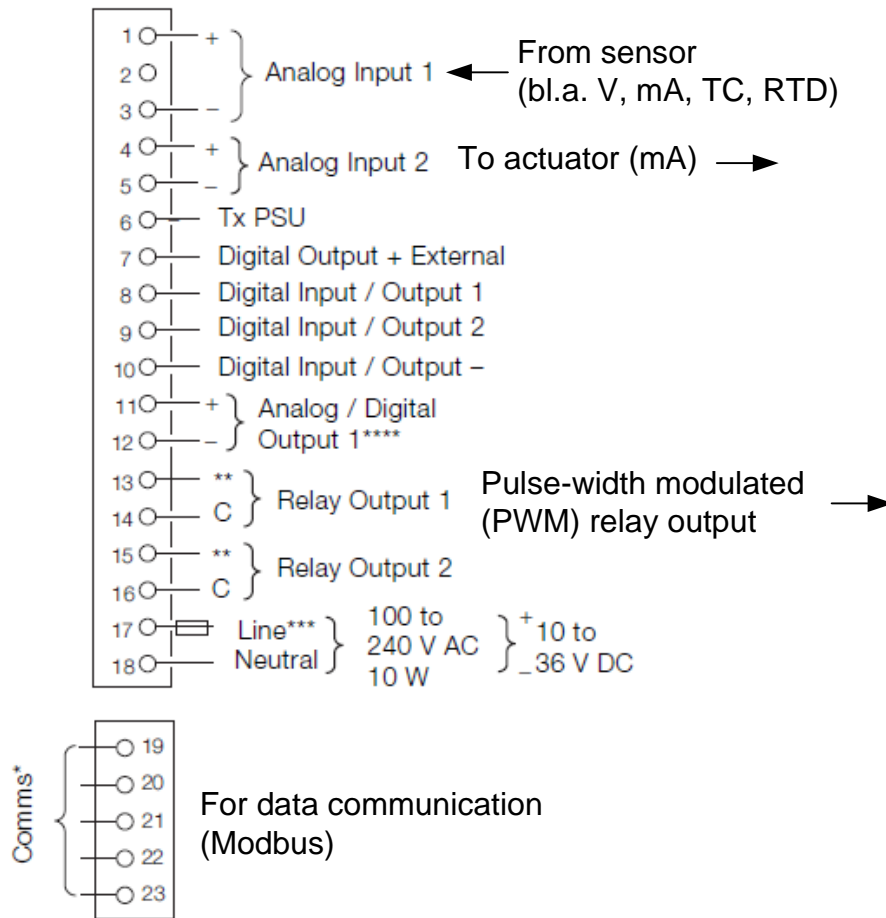 1 +
2 Analog Input 1 From sensor
(bl.a. V, mA, TC, RTD)
3 –
4 +
Analog Input 2 To actuator (mA)
5 –
6 Tx PSU
7 Digital Output + External
8 Digital Input / Output 1
9 Digital Input / Output 2
10 Digital Input / Output –
11 + Analog / Digital
12 – Output 1****
13 **
Relay Output 1 Pulse-width modulated
14 C (PWM) relay output
15 **
Relay Output 2
16 C
17 Line*** 100 to + 10 to
240 V AC
18 Neutral 10 W – 36 V DC
Comms*
19
20
21
22
23
For data communication
(Modbus)